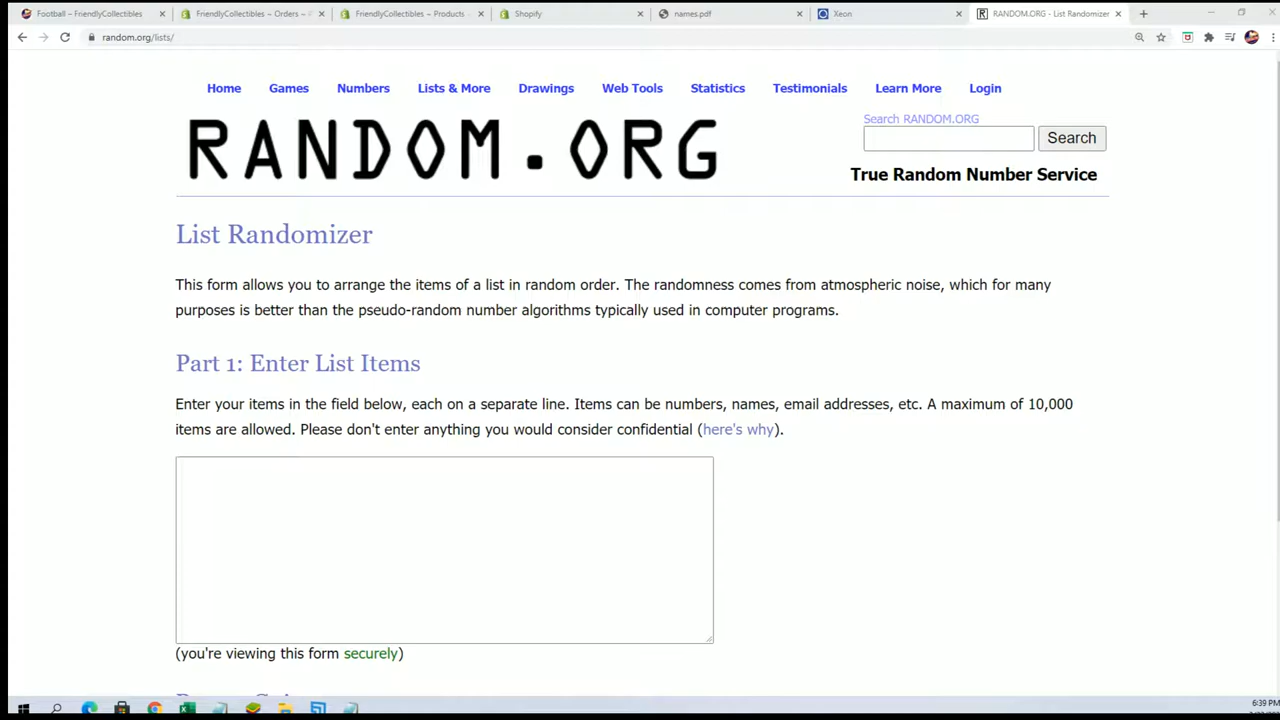 Football – FriendlyCollectibles
FriendlyCollectibles ~ Orders ~
FriendlyCollectibles ~ Products
Shopify
names.pdf
Xeon
RANDOM.ORG - List Randomizer
random.org/lists/
Home Games Numbers Lists & More Drawings Web Tools Statistics Testimonials Learn More Login
RANDOM.ORG
Search RANDOM.ORG
Search
True Random Number Service
List Randomizer
This form allows you to arrange the items of a list in random order. The randomness comes from atmospheric noise, which for many
purposes is better than the pseudo-random number algorithms typically used in computer programs.
Part 1: Enter List Items
Enter your items in the field below, each on a separate line. Items can be numbers, names, email addresses, etc. A maximum of 10,000
items are allowed. Please don't enter anything you would consider confidential (here's why).
(you're viewing this form securely)
6:39 PM